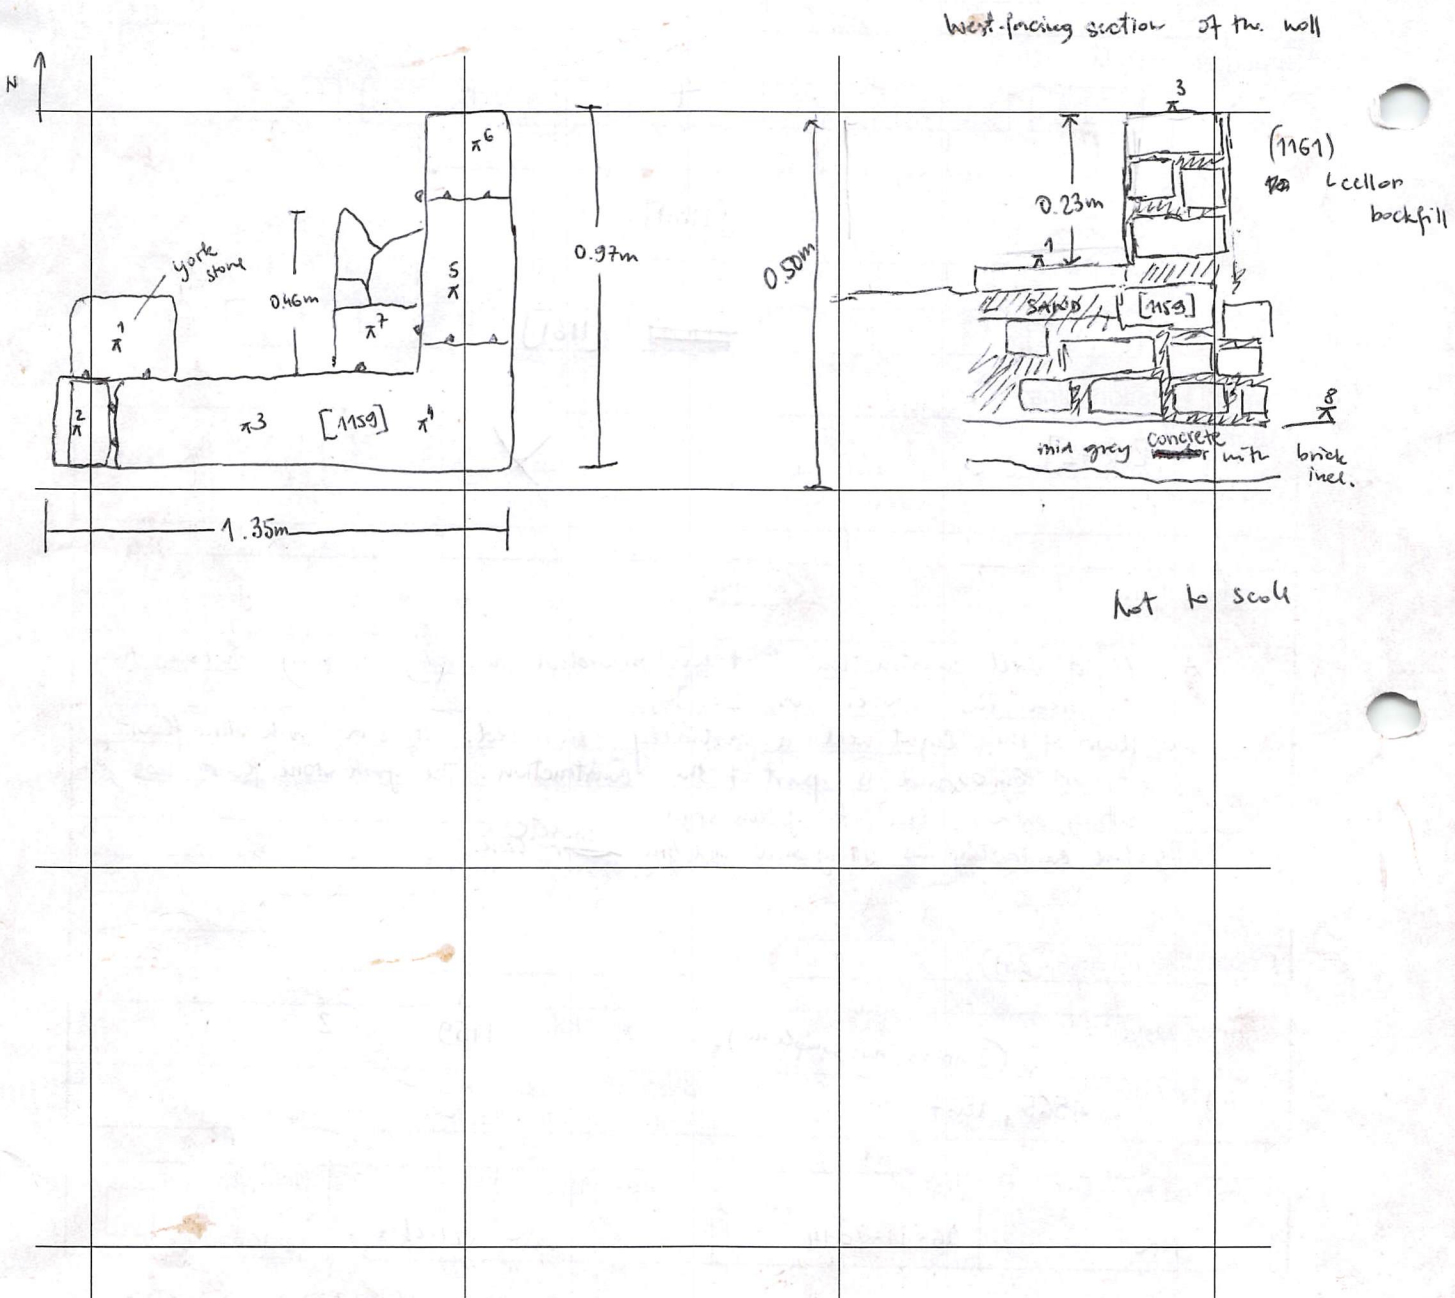 West-facing section of the wall
N
3
(1161)
cellar
backfill
6
0.23m
york
stone
0.97m
0.50m
1
5
0.46m
SAND
[1159]
1
7
2
3
[1159]
4
8
mid grey concrete with brick
incl.
1.35m
Not to scale